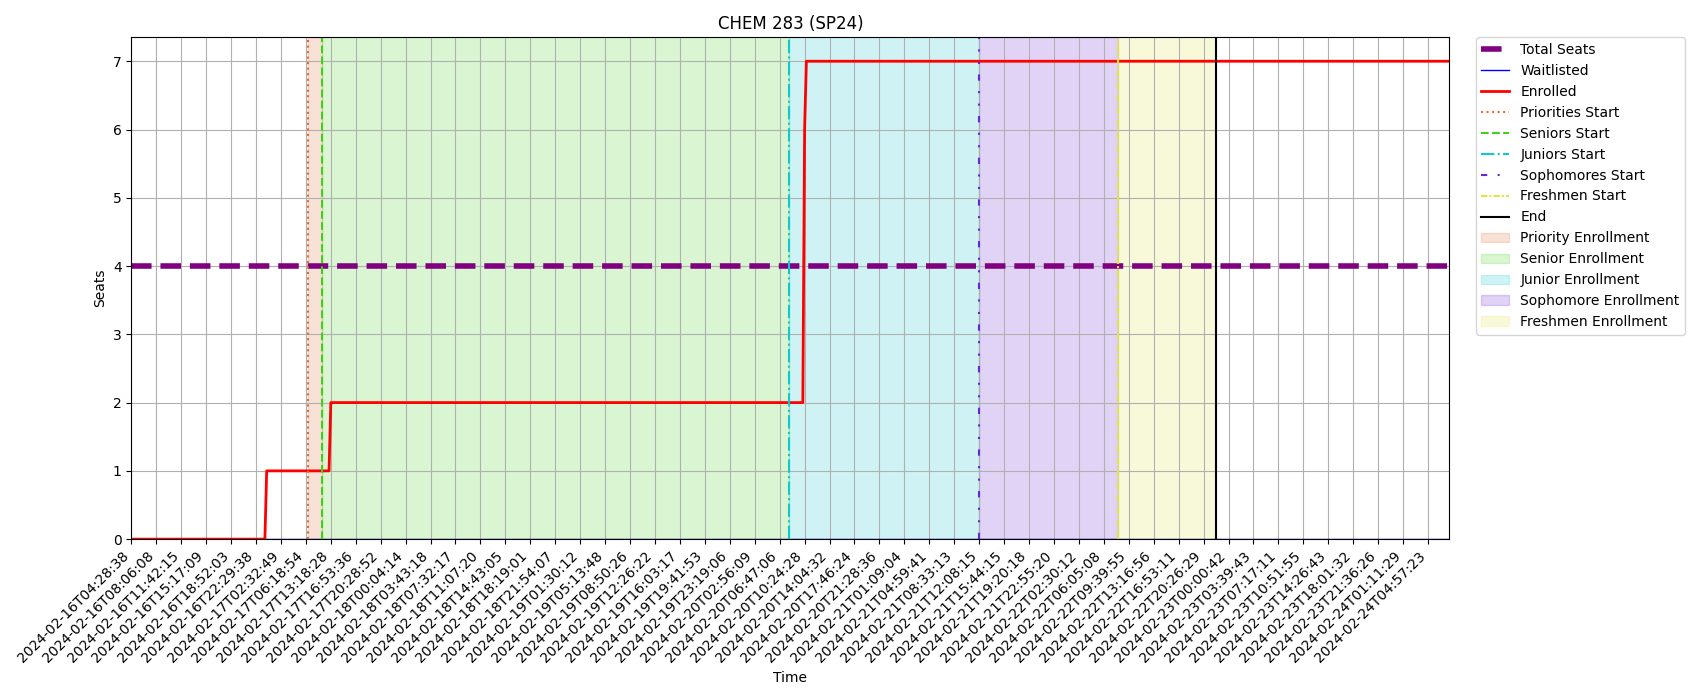 CHEM 283 (SP24)
Seats
7
6
5
4
3
2
1
0
2024-02-16T04:28:38
2024-02-16T08:06:08
2024-02-16T11:42:15
2024-02-16T15:17:09
2024-02-16T18:52:03
2024-02-16T22:29:38
2024-02-17T02:32:49
2024-02-17T06:18:54
2024-02-17T13:18:28
2024-02-17T16:53:36
2024-02-17T20:28:52
2024-02-18T00:04:14
2024-02-18T03:43:18
2024-02-18T07:32:17
2024-02-18T11:07:20
2024-02-18T14:43:05
2024-02-18T18:19:01
2024-02-18T21:54:07
2024-02-19T01:30:12
2024-02-19T05:13:48
2024-02-19T08:50:26
2024-02-19T12:26:22
2024-02-19T16:03:17
2024-02-19T19:41:53
2024-02-19T23:19:06
2024-02-20T02:56:09
2024-02-20T06:47:06
2024-02-20T10:24:28
2024-02-20T14:04:32
2024-02-20T17:46:24
2024-02-20T21:28:36
2024-02-21T01:09:04
2024-02-21T04:59:41
2024-02-21T08:33:13
2024-02-21T12:08:15
2024-02-21T15:44:15
2024-02-21T19:20:18
2024-02-21T22:55:20
2024-02-22T02:30:12
2024-02-22T06:05:08
2024-02-22T09:39:55
2024-02-22T13:16:56
2024-02-22T16:53:11
2024-02-22T20:26:29
2024-02-23T00:00:42
2024-02-23T03:39:43
2024-02-23T07:17:11
2024-02-23T10:51:55
2024-02-23T14:26:43
2024-02-23T18:01:32
2024-02-23T21:36:26
2024-02-24T01:11:29
2024-02-24T04:57:23
Time
Total Seats
Waitlisted
Enrolled
Priorities Start
Seniors Start
Juniors Start
Sophomores Start
Freshmen Start
End
Priority Enrollment
Senior Enrollment
Junior Enrollment
Sophomore Enrollment
Freshmen Enrollment